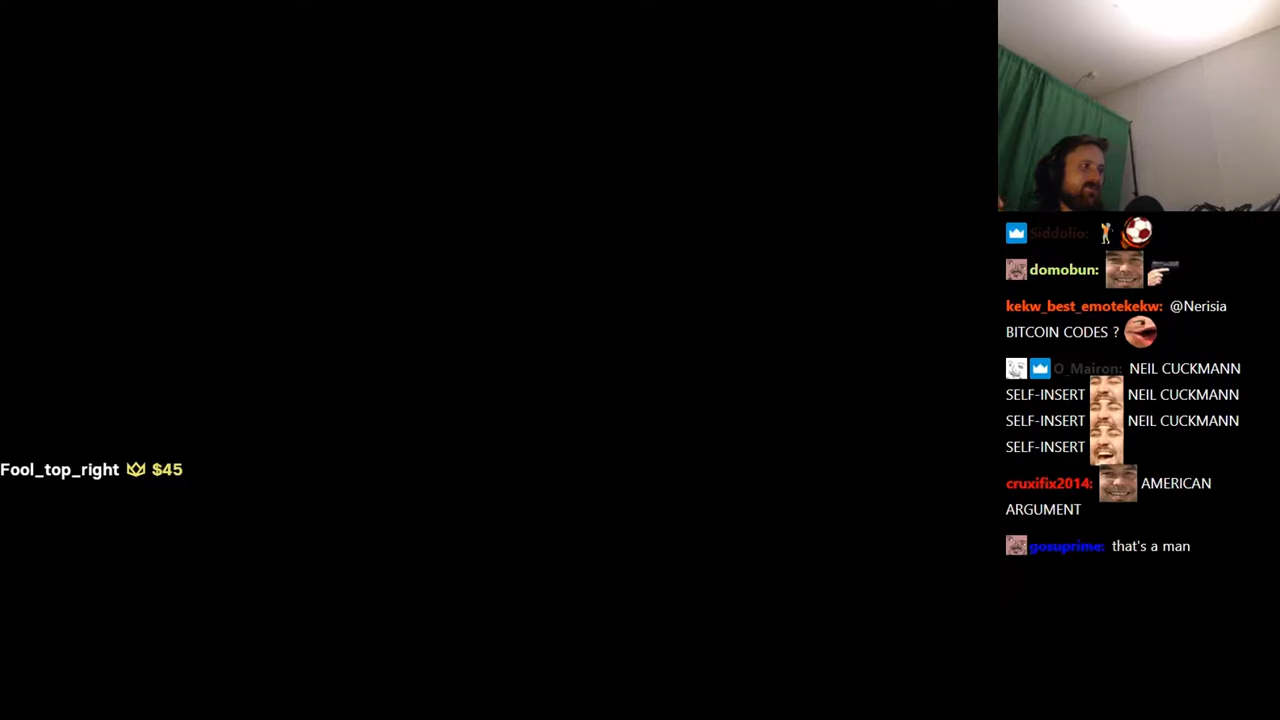 Siddolio:
domobun:
kekw_best_emotekekw: @Nerisia
BITCOIN CODES ?
O_Mairon: NEIL CUCKMANN
SELF-INSERT NEIL CUCKMANN
SELF-INSERT NEIL CUCKMANN
SELF-INSERT
Fool_top_right $45
cruxifix2014: AMERICAN
ARGUMENT
gosuprime: that's a man